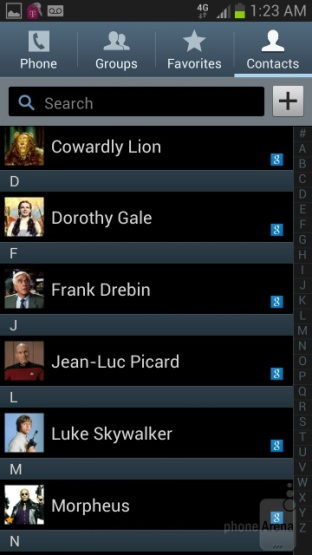 4G 1:23 AM
Phone Groups Favorites Contacts
Search
Cowardly Lion
D
Dorothy Gale
F
Frank Drebin
J
Jean-Luc Picard
L
Luke Skywalker
M
Morpheus
N
#
A
B
C
D
E
F
G
H
I
J
K
L
M
N
O
P
Q
R
S
T
U
V
W
X
Y
Z
g
g
g
g
g
g
phoneArena